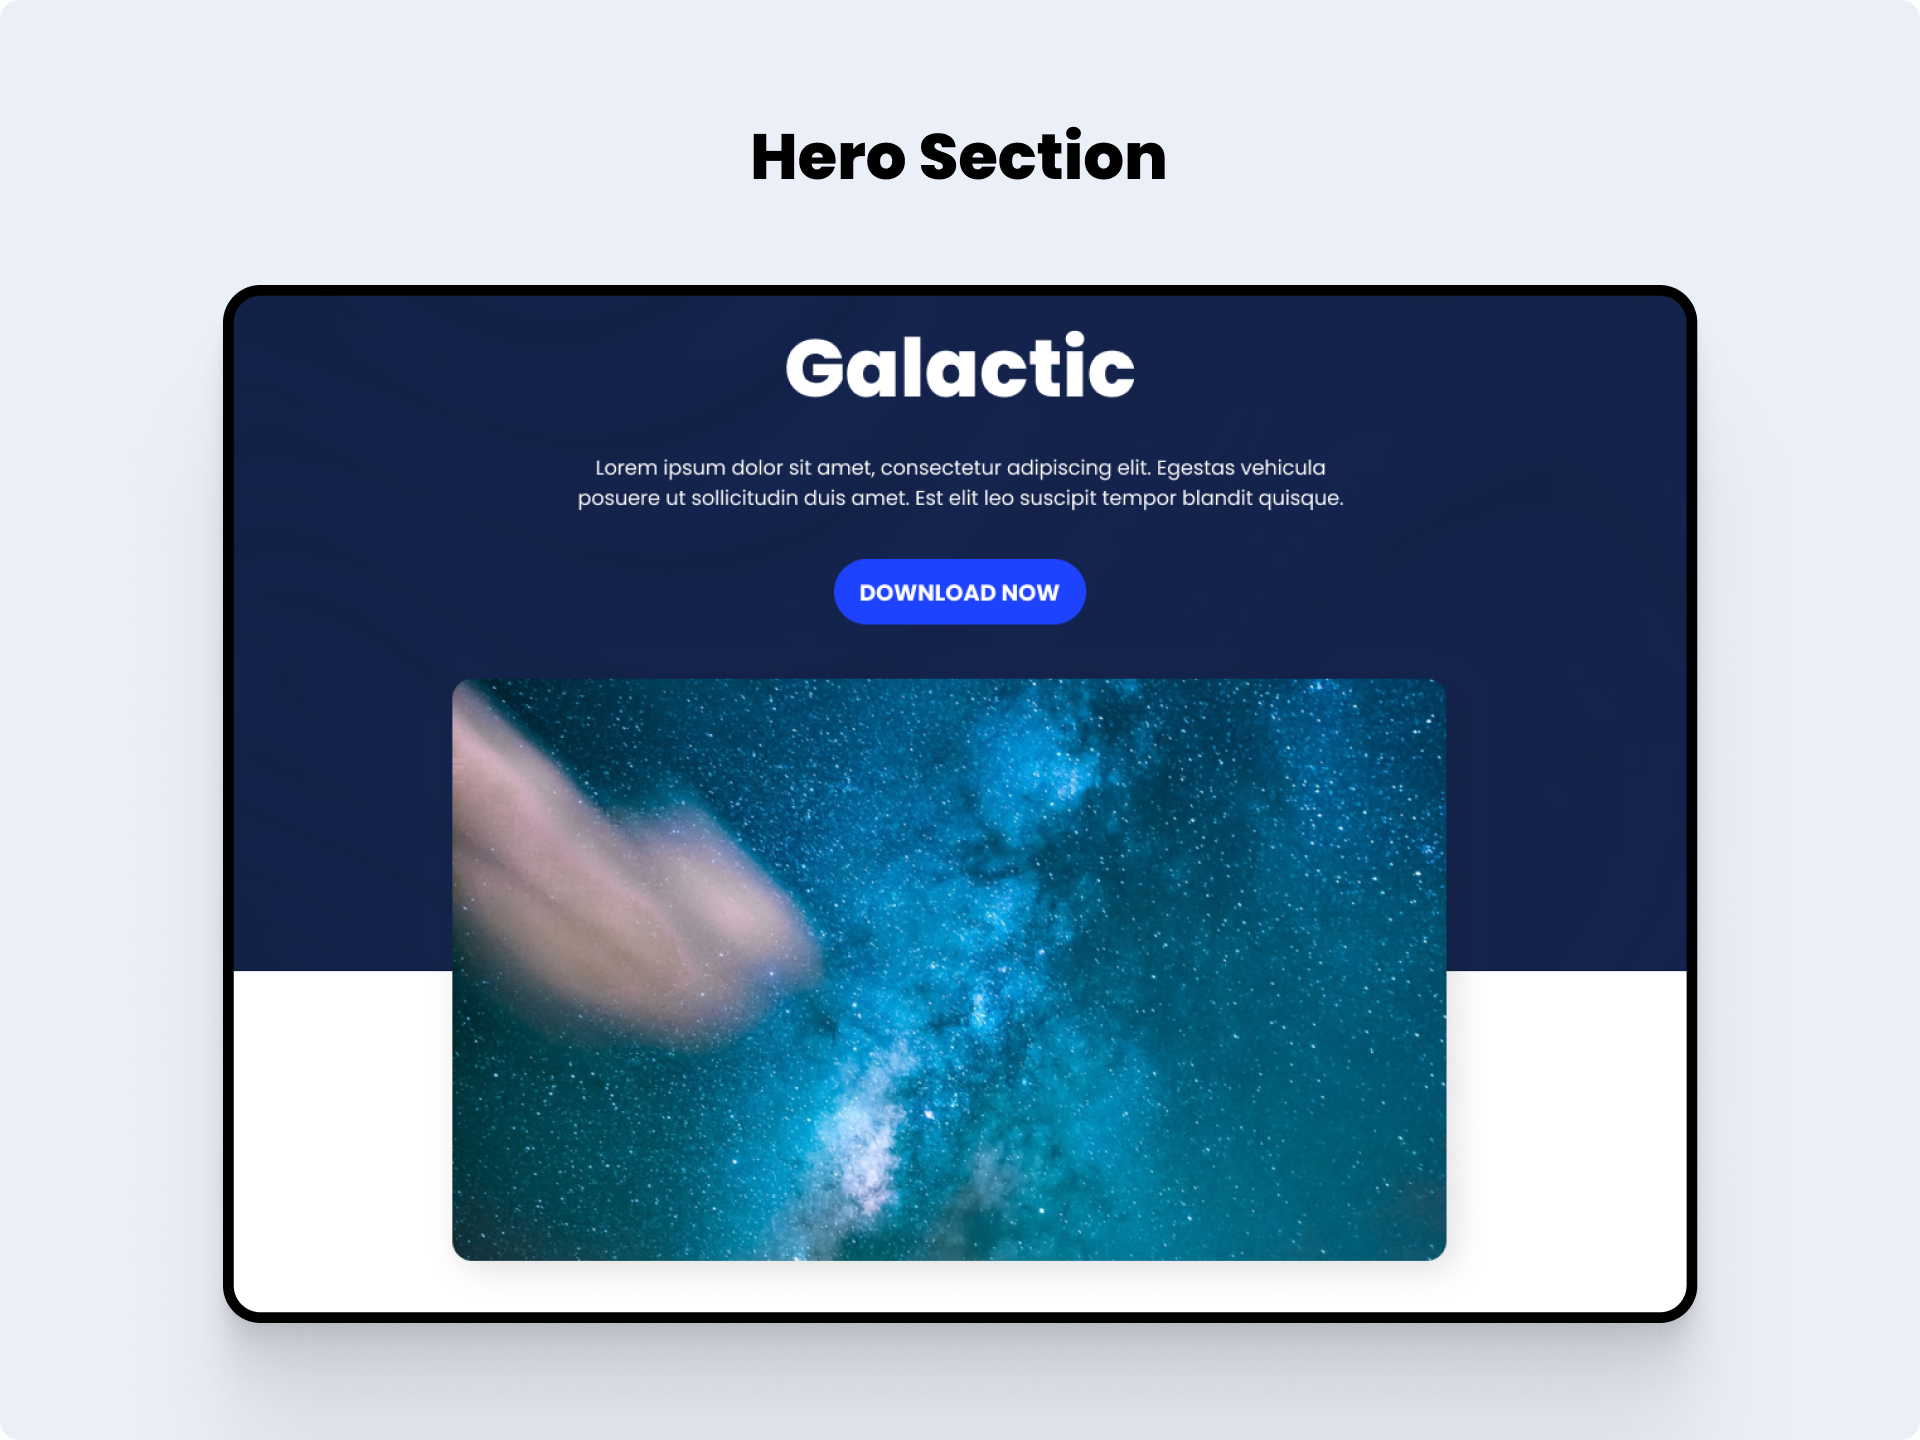 Hero Section
Galactic
Lorem ipsum dolor sit amet, consectetur adipiscing elit. Egestas vehicula
posuere ut sollicitudin duis amet. Est elit leo suscipit tempor blandit quisque.
DOWNLOAD NOW